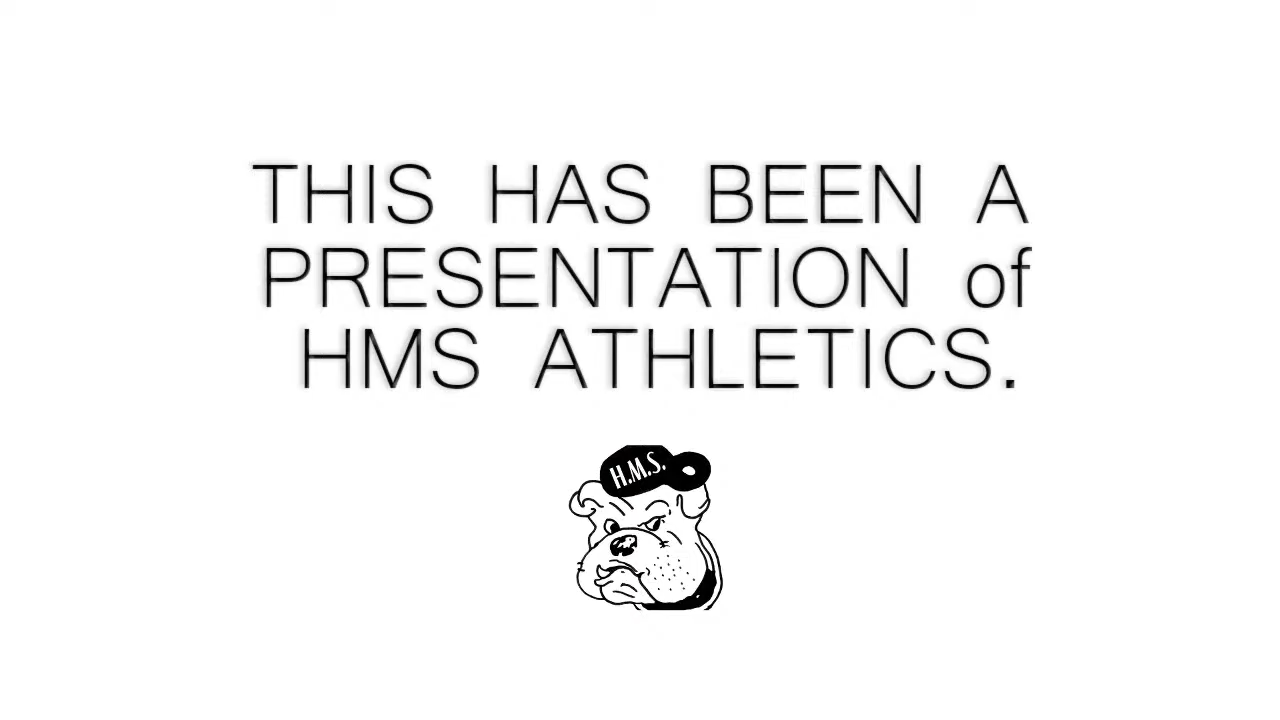 THIS HAS BEEN A
PRESENTATION of
HMS ATHLETICS.
H.M.S.